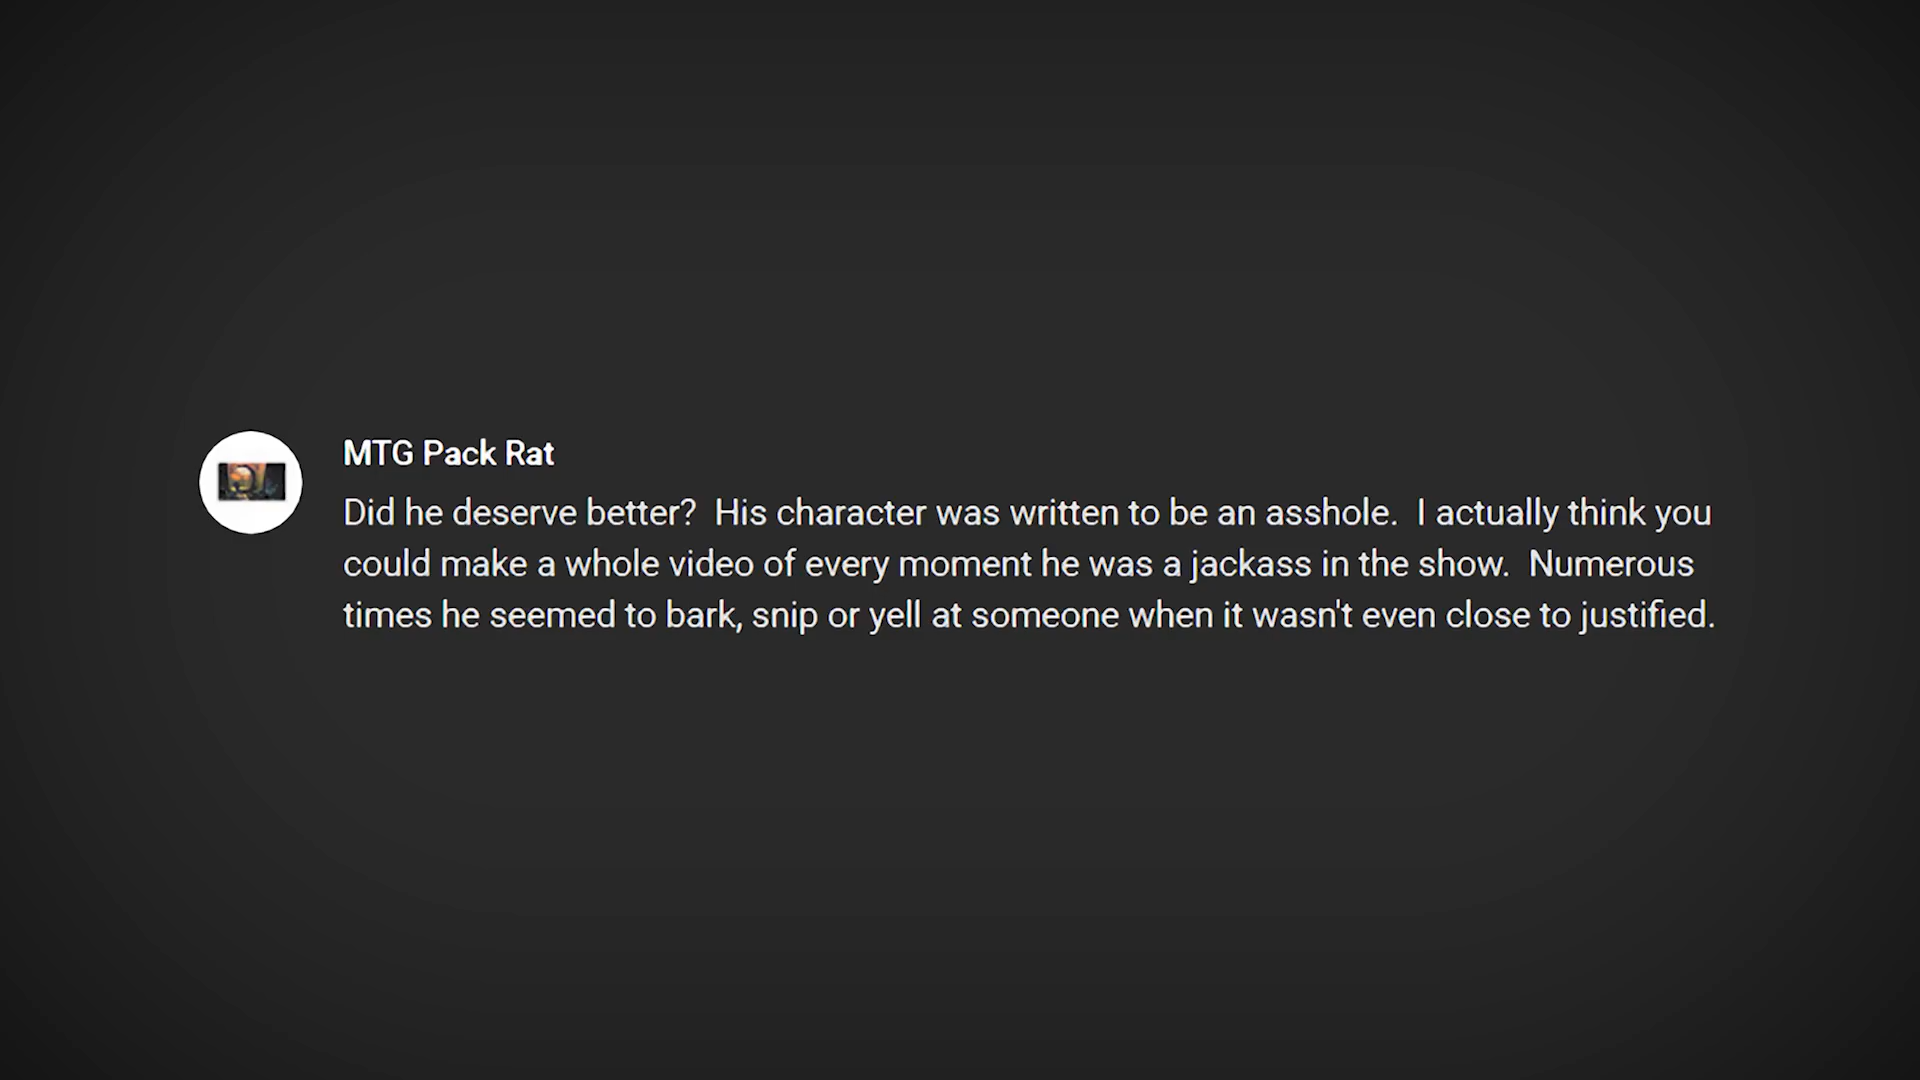 MTG Pack Rat
Did he deserve better?  His character was written to be an asshole.  I actually think you
could make a whole video of every moment he was a jackass in the show.  Numerous
times he seemed to bark, snip or yell at someone when it wasn't even close to justified.